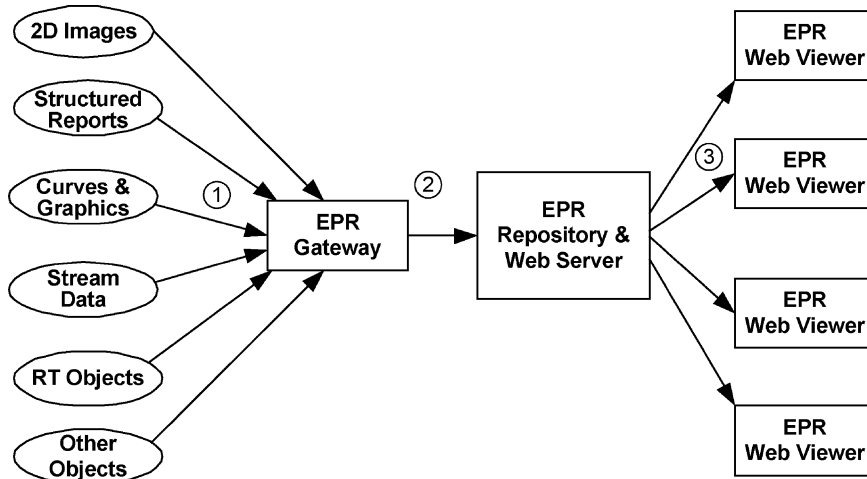 2D Images
Structured
Reports
Curves &
Graphics
Stream
Data
RT Objects
Other
Objects
1
EPR
Gateway
2
EPR
Repository &
Web Server
3
EPR
Web Viewer
EPR
Web Viewer
EPR
Web Viewer
EPR
Web Viewer